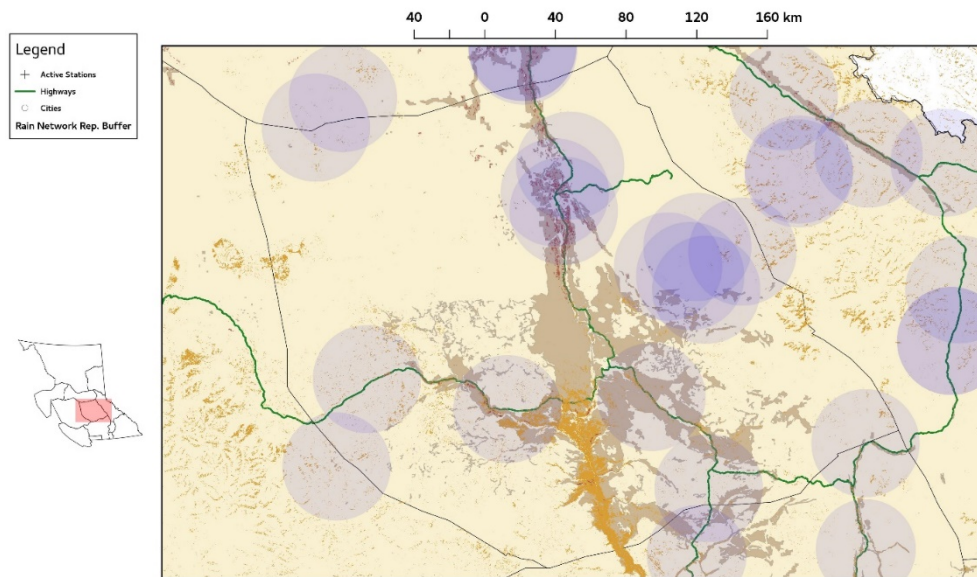 40 0 40 80 120 160 km
Legend
Active Stations
Highways
Cities
Rain Network Rep. Buffer